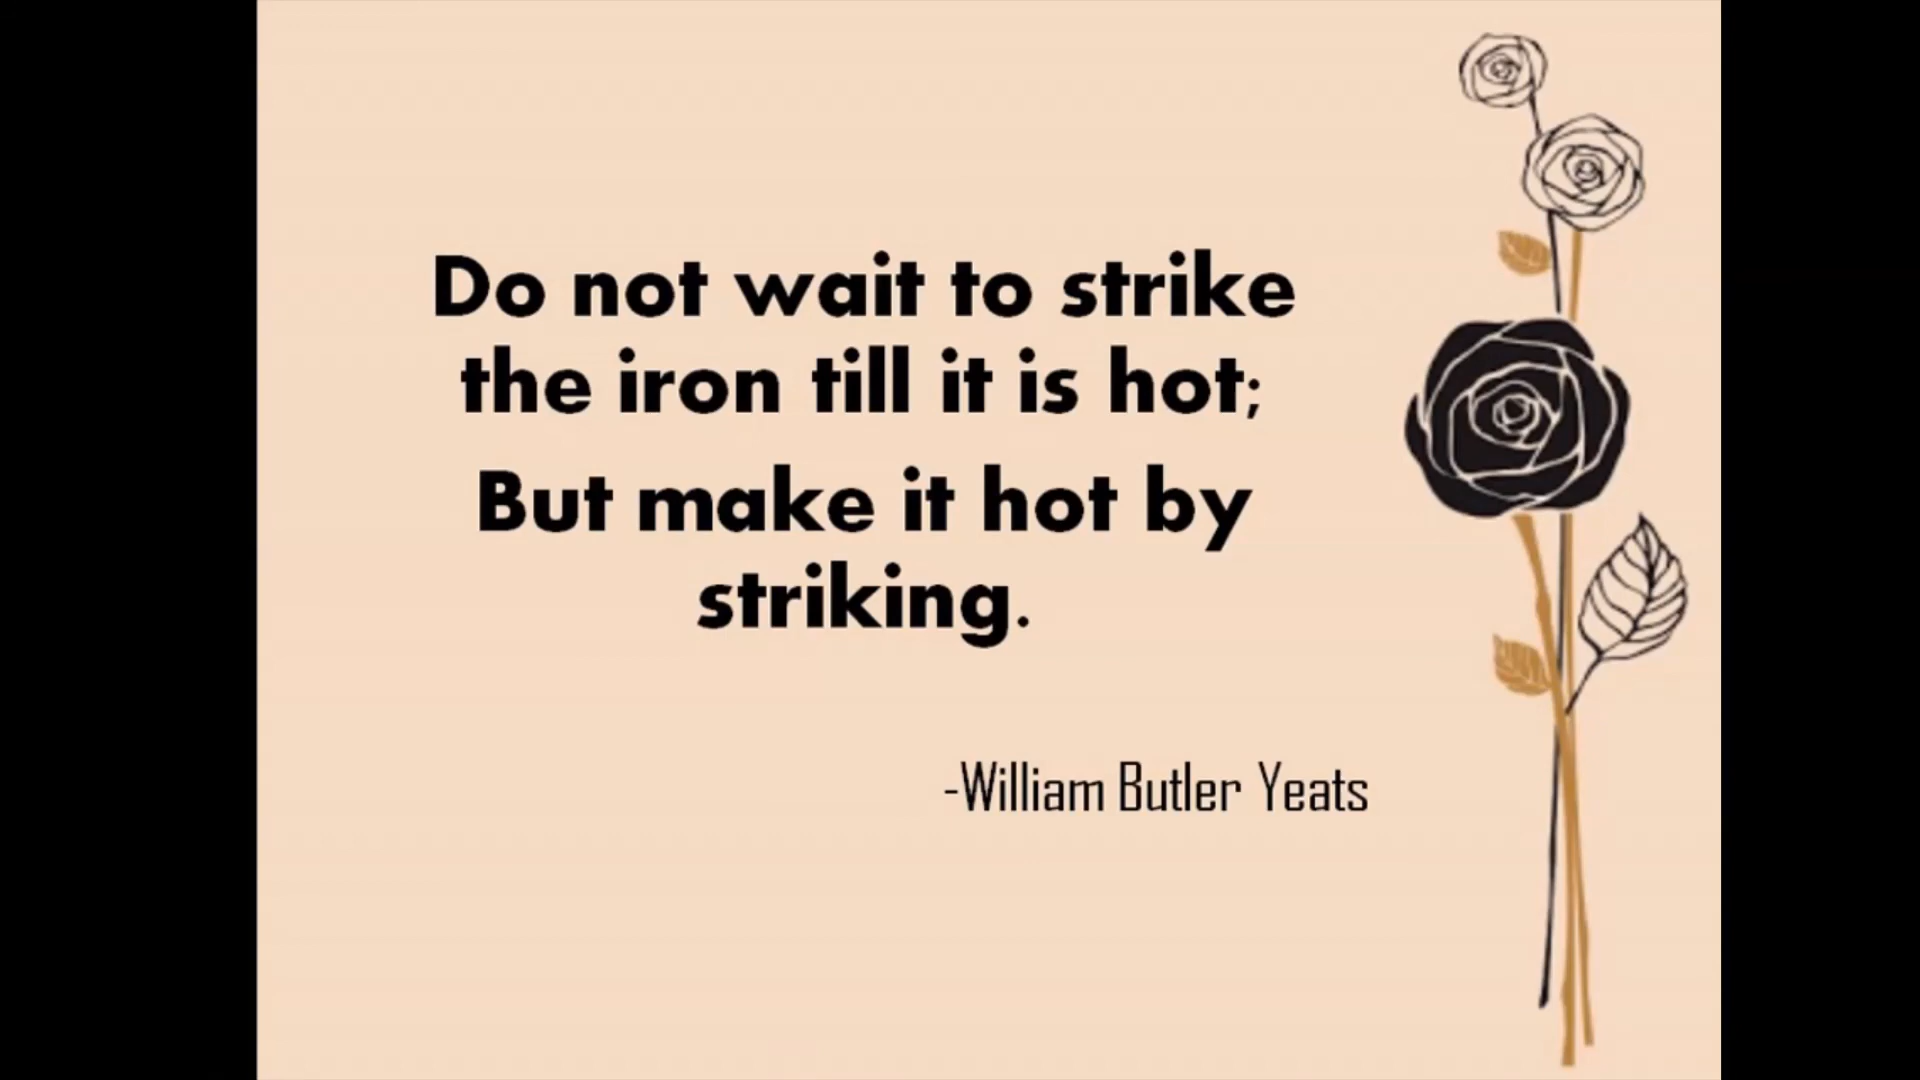 Do not wait to strike
the iron till it is hot;
But make it hot by
striking.
-William Butler Yeats